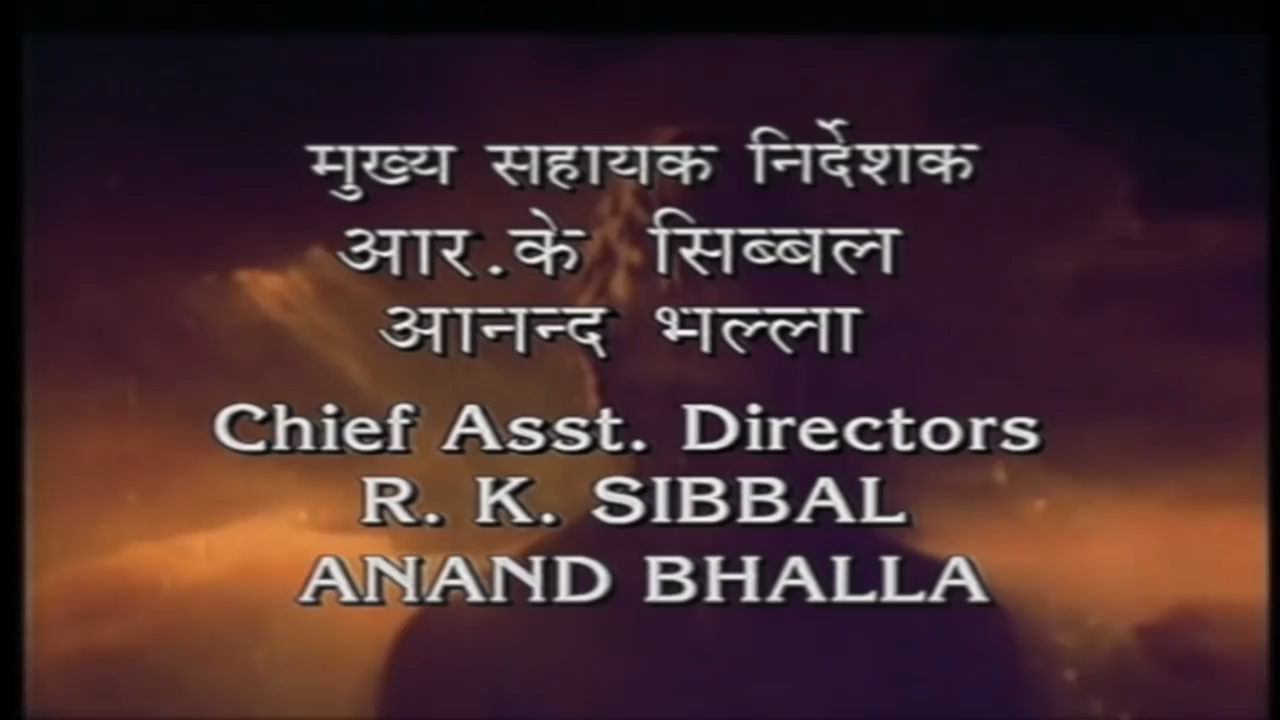 मुख्य सहायक निर्देशक
आर.के सिब्बल
आनन्द भल्ला
Chief Asst. Directors
R. K. SIBBAL
ANAND BHALLA